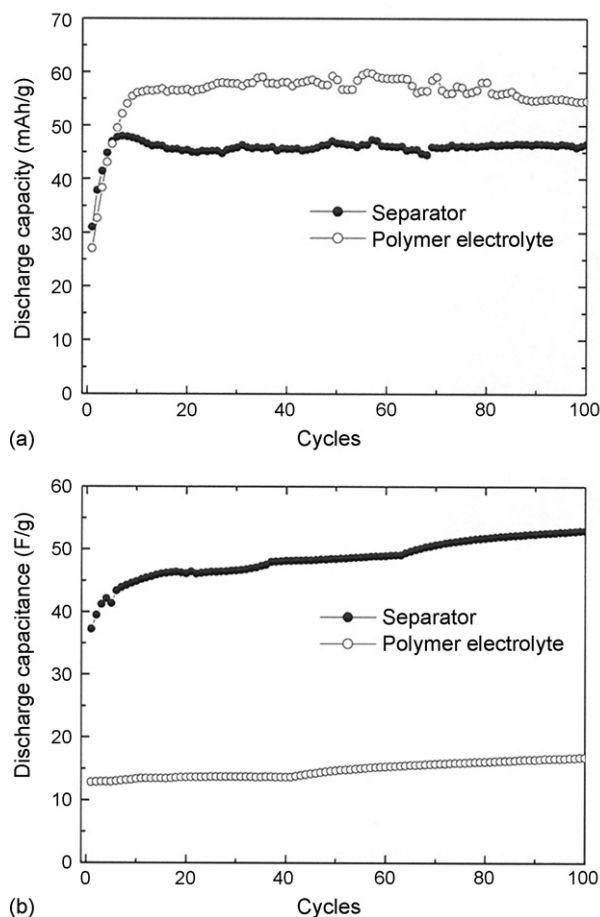 70
60
50
40
30
20
10
0
Discharge capacity (mAh/g)
Separator
Polymer electrolyte
0 20 40 60 80 100
(a) Cycles
60
50
40
30
20
10
0
Discharge capacitance (F/g)
Separator
Polymer electrolyte
0 20 40 60 80 100
(b) Cycles